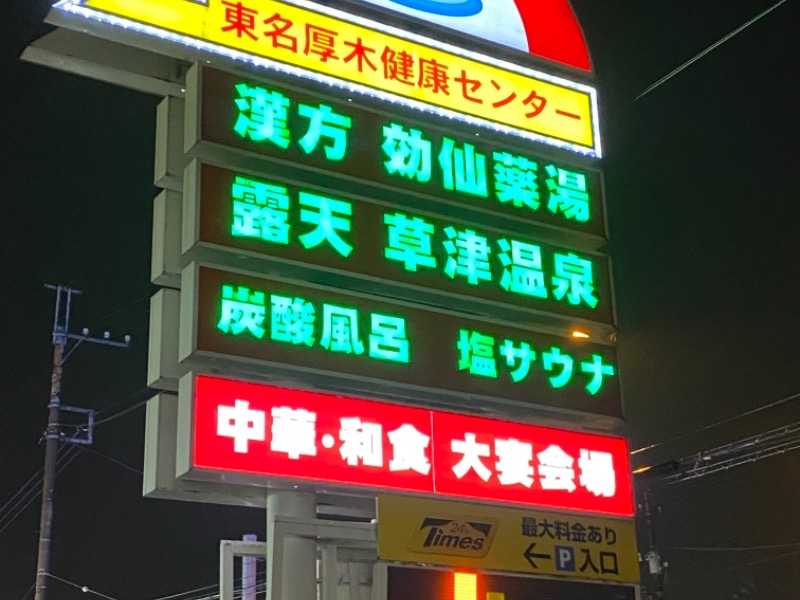 東名厚木健康センター
漢方 効仙薬湯
露天 草津温泉
炭酸風呂 塩サウナ
中華・和食 大宴会場
24h
Times
最大料金あり
←P入口